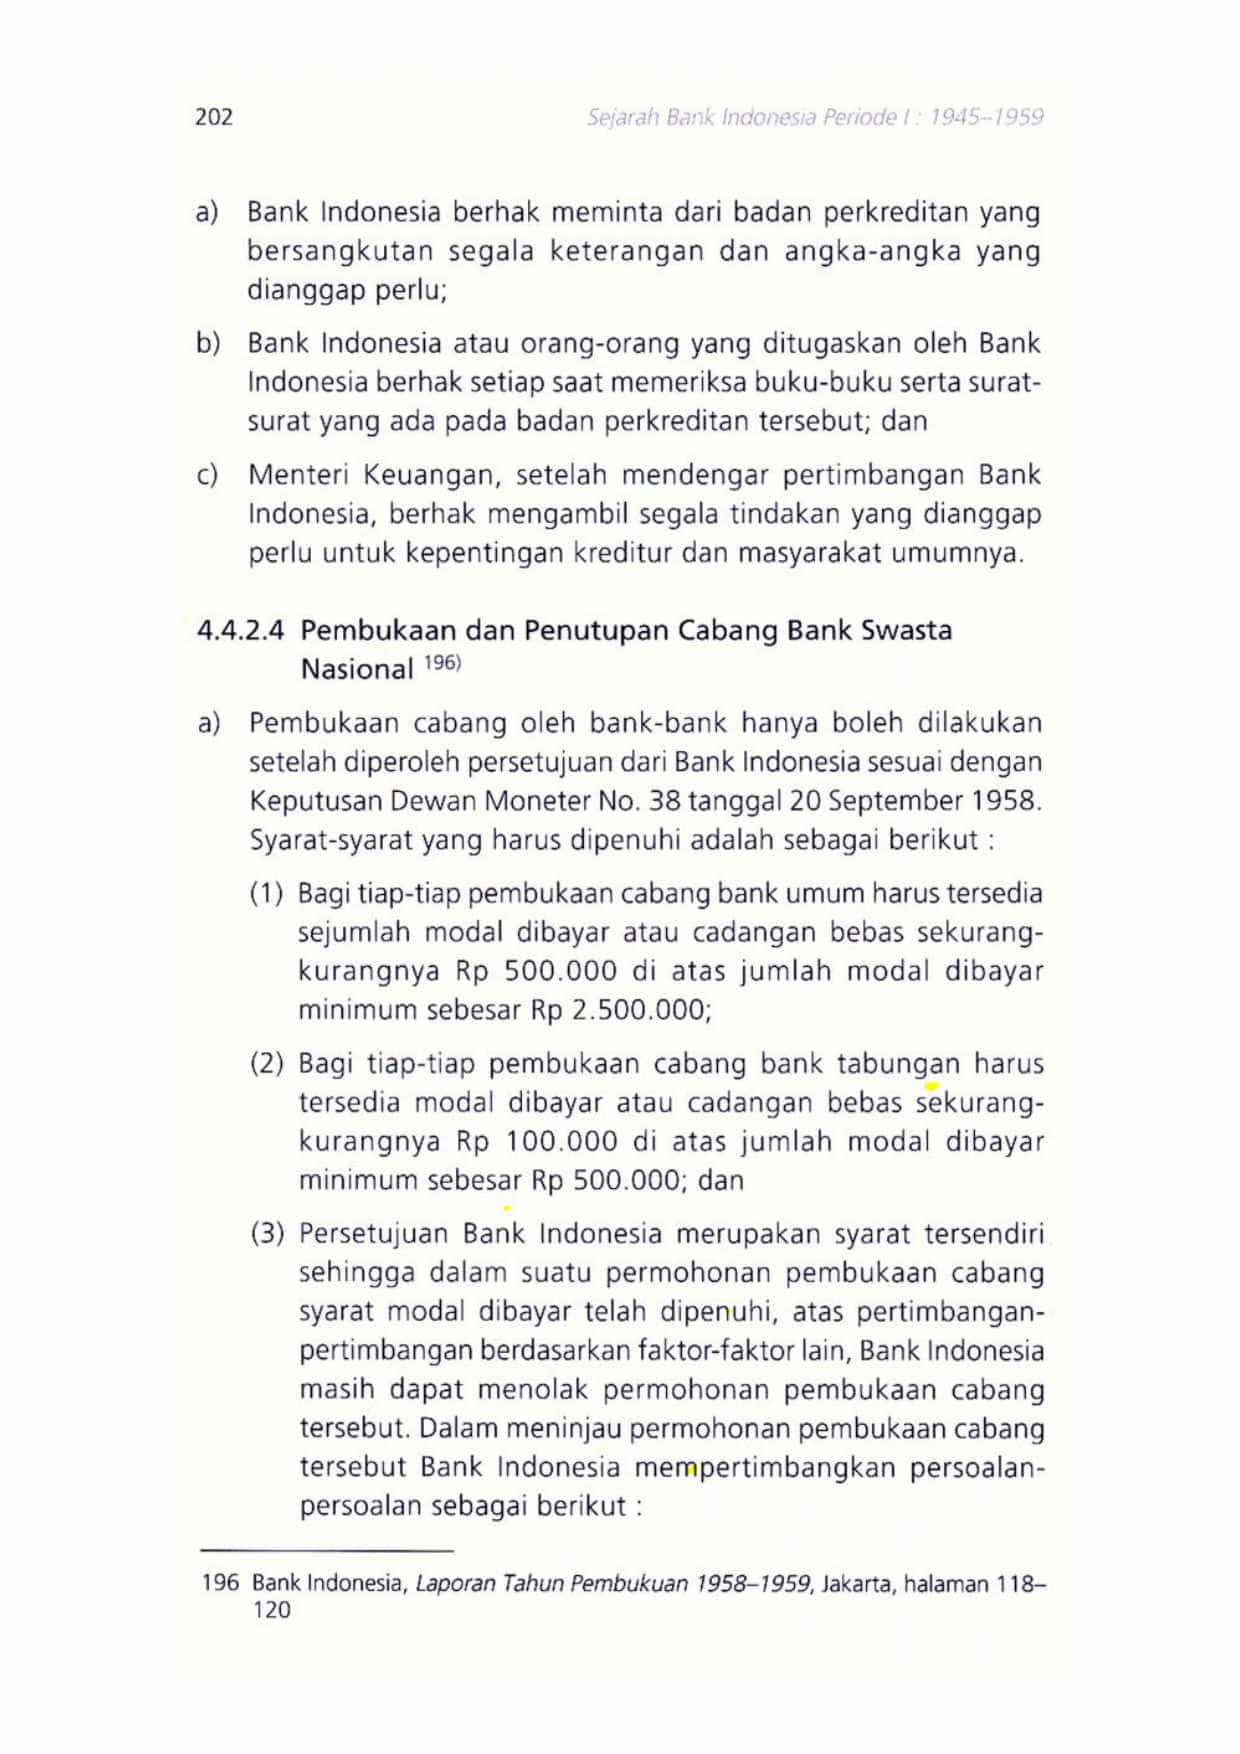 202
Sejarah Bank Indonesia Periode I : 1945–1959
a) Bank Indonesia berhak meminta dari badan perkreditan yang
bersangkutan segala keterangan dan angka-angka yang
dianggap perlu;
b) Bank Indonesia atau orang-orang yang ditugaskan oleh Bank
Indonesia berhak setiap saat memeriksa buku-buku serta surat-
surat yang ada pada badan perkreditan tersebut; dan
c) Menteri Keuangan, setelah mendengar pertimbangan Bank
Indonesia, berhak mengambil segala tindakan yang dianggap
perlu untuk kepentingan kreditur dan masyarakat umumnya.
4.4.2.4 Pembukaan dan Penutupan Cabang Bank Swasta
Nasional 196)
a) Pembukaan cabang oleh bank-bank hanya boleh dilakukan
setelah diperoleh persetujuan dari Bank Indonesia sesuai dengan
Keputusan Dewan Moneter No. 38 tanggal 20 September 1958.
Syarat-syarat yang harus dipenuhi adalah sebagai berikut :
(1) Bagi tiap-tiap pembukaan cabang bank umum harus tersedia
sejumlah modal dibayar atau cadangan bebas sekurang-
kurangnya Rp 500.000 di atas jumlah modal dibayar
minimum sebesar Rp 2.500.000;
(2) Bagi tiap-tiap pembukaan cabang bank tabungan harus
tersedia modal dibayar atau cadangan bebas sekurang-
kurangnya Rp 100.000 di atas jumlah modal dibayar
minimum sebesar Rp 500.000; dan
(3) Persetujuan Bank Indonesia merupakan syarat tersendiri
sehingga dalam suatu permohonan pembukaan cabang
syarat modal dibayar telah dipenuhi, atas pertimbangan-
pertimbangan berdasarkan faktor-faktor lain, Bank Indonesia
masih dapat menolak permohonan pembukaan cabang
tersebut. Dalam meninjau permohonan pembukaan cabang
tersebut Bank Indonesia mempertimbangkan persoalan-
persoalan sebagai berikut :
196 Bank Indonesia, Laporan Tahun Pembukuan 1958–1959, Jakarta, halaman 118–
120